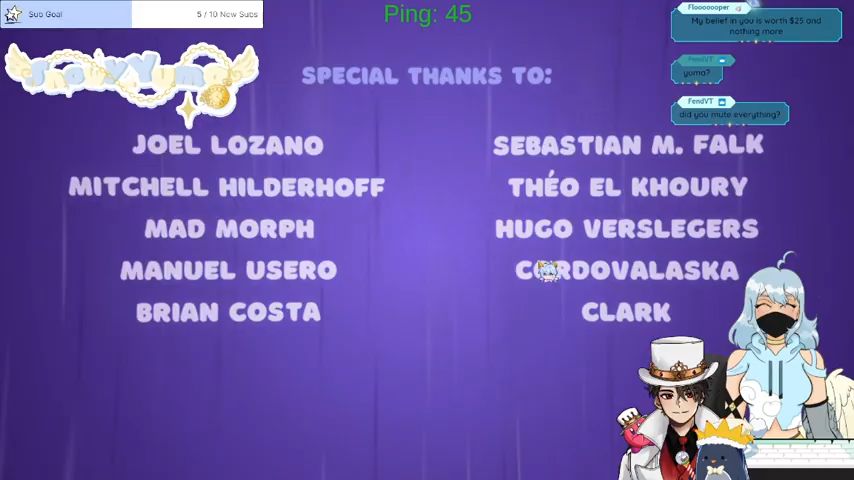 Sub Goal
5 / 10 New Subs
Ping: 45
SnowyYuma
SPECIAL THANKS TO:
JOEL LOZANO
MITCHELL HILDERHOFF
MAD MORPH
MANUEL USERO
BRIAN COSTA
SEBASTIAN M. FALK
THÉO EL KHOURY
HUGO VERSLEGERS
CORDOVALASKA
CLARK
Floooooper
My belief in you is worth $25 and
nothing more
FendVT
yuma?
FendVT
did you mute everything?